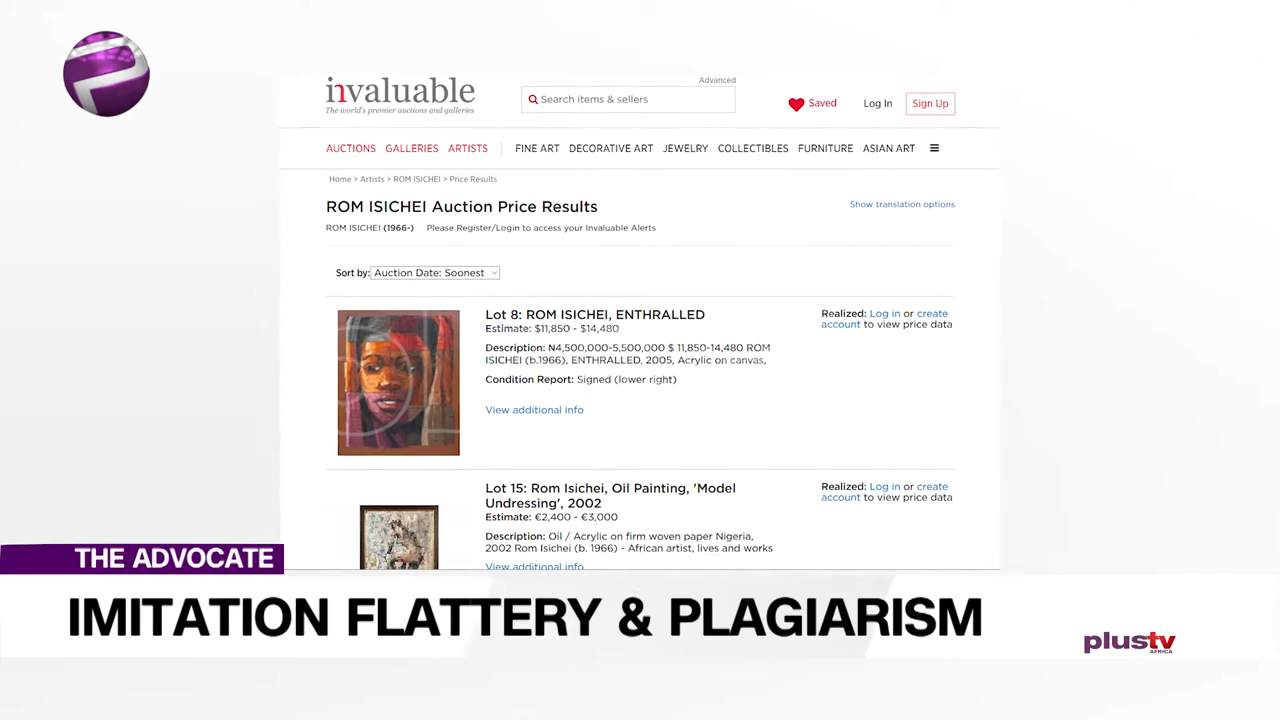 Advanced
invaluable
The world's premier auctions and galleries
Search items & sellers
Saved
Log In
Sign Up
AUCTIONS GALLERIES ARTISTS FINE ART DECORATIVE ART JEWELRY COLLECTIBLES FURNITURE ASIAN ART
Home > Artists > ROM ISICHEI > Price Results
ROM ISICHEI Auction Price Results
Show translation options
ROM ISICHEI (1966-) Please Register/Login to access your Invaluable Alerts
Sort by: Auction Date: Soonest
Lot 8: ROM ISICHEI, ENTHRALLED
Estimate: $11,850 - $14,480
Description: ₦4,500,000-5,500,000 $ 11,850-14,480 ROM
ISICHEI (b.1966), ENTHRALLED, 2005, Acrylic on canvas,
Condition Report: Signed (lower right)
View additional info
Realized: Log in or create
account to view price data
Lot 15: Rom Isichei, Oil Painting, 'Model
Undressing', 2002
Estimate: €2,400 - €3,000
Description: Oil / Acrylic on firm woven paper Nigeria,
2002 Rom Isichei (b. 1966) - African artist, lives and works
View additional info
Realized: Log in or create
account to view price data
THE ADVOCATE
IMITATION FLATTERY & PLAGIARISM
plustv
AFRICA